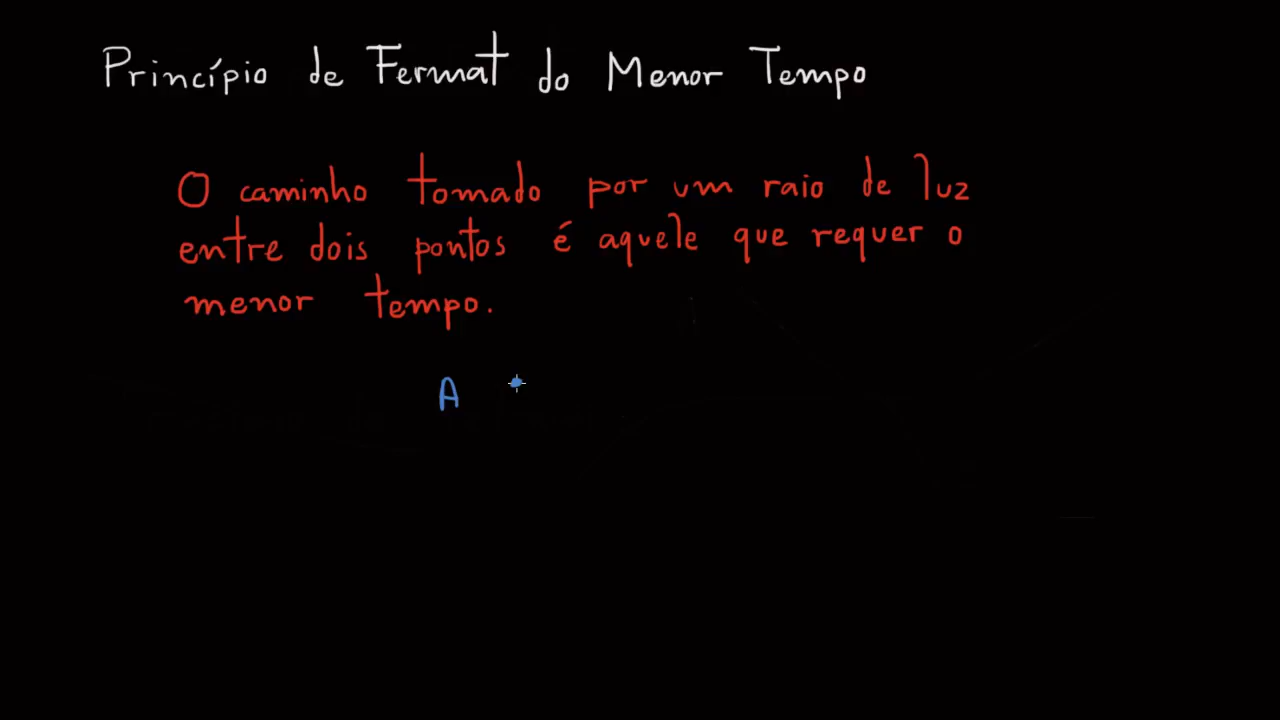 Princípio de Fermat do Menor Tempo
O caminho tomado por um raio de luz
entre dois pontos é aquele que requer o
menor tempo.
A